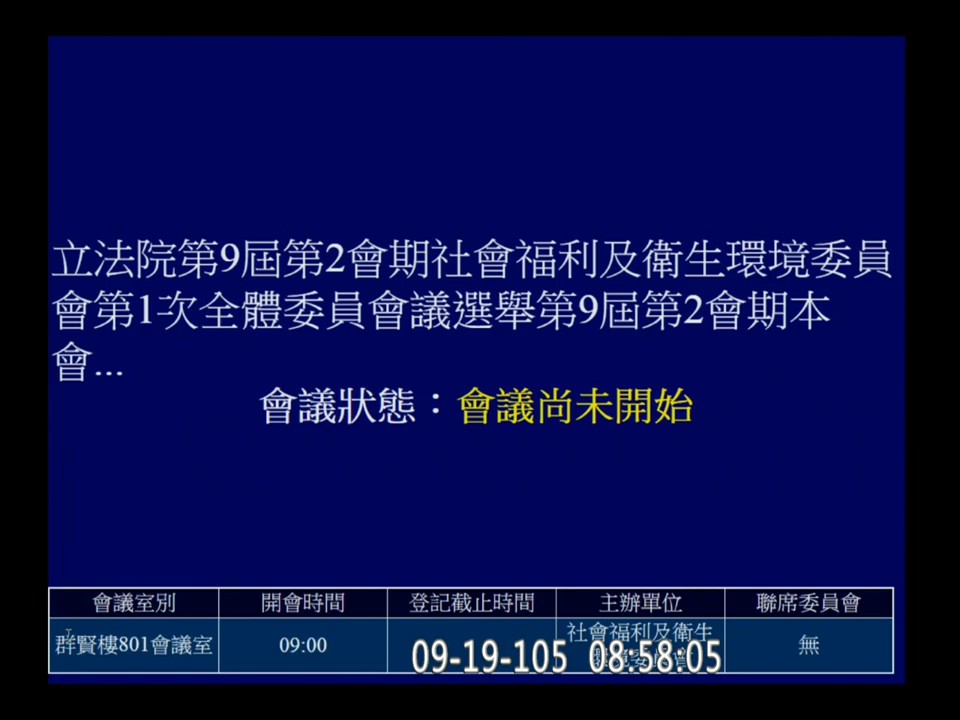 立法院第9屆第2會期社會福利及衛生環境委員
會第1次全體委員會議選舉第9屆第2會期本
會...
會議狀態：會議尚未開始
會議室別 開會時間 登記截止時間 主辦單位 聯席委員會
群賢樓801會議室 09:00 社會福利及衛生 無
09-19-105 08:58:05